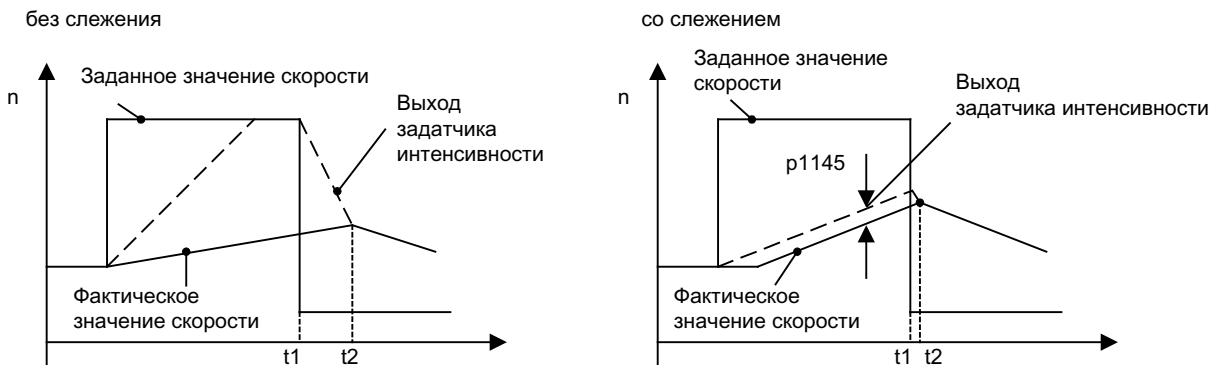 без слежения
Заданное значение скорости
n
Выход
задатчика
интенсивности
Фактическое
значение скорости
t1
t2
со слежением
Заданное значение
скорости
n
Выход
задатчика интенсивности
p1145
Фактическое
значение скорости
t1
t2